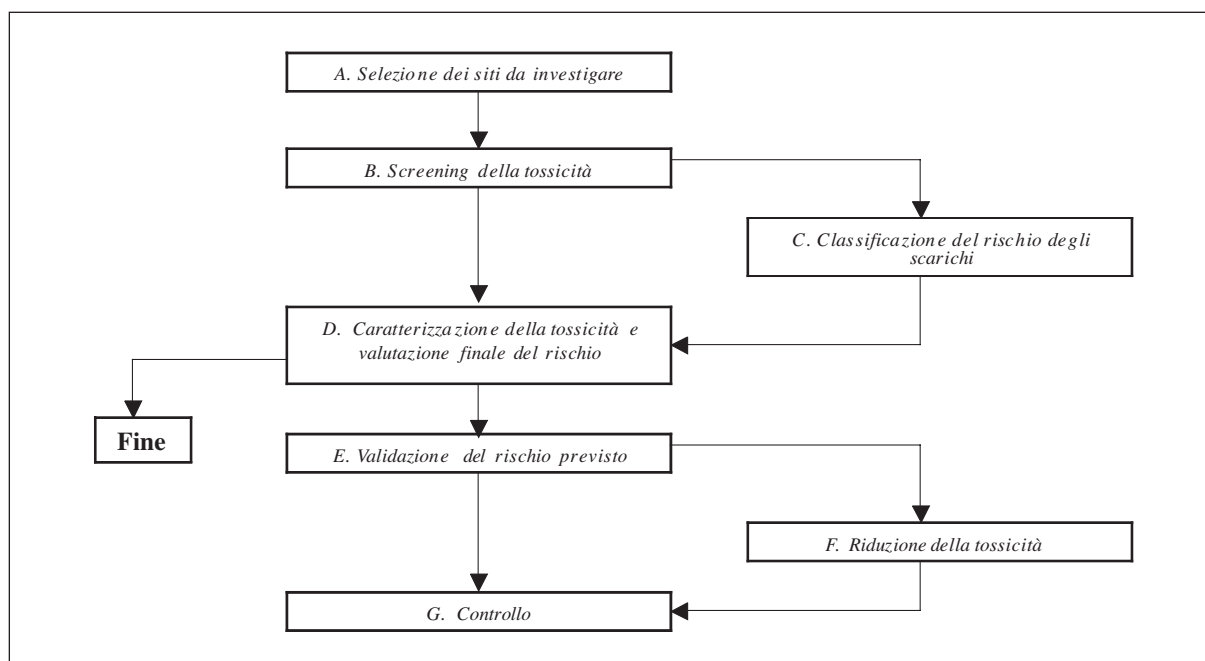 A. Selezione dei siti da investigare
B. Screening della tossicità
C. Classificazione del rischio degli
scarichi
D. Caratterizzazione della tossicità e
valutazione finale del rischio
Fine
E. Validazione del rischio previsto
F. Riduzione della tossicità
G. Controllo